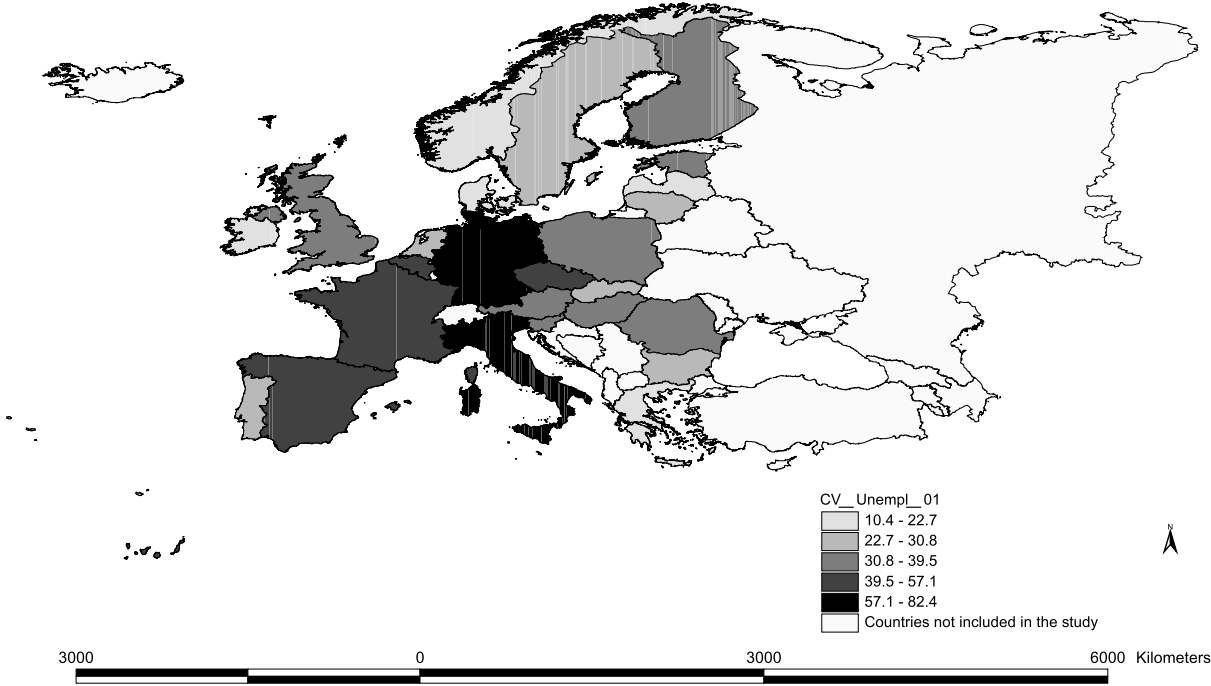 CV__Unempl__01
10.4 - 22.7
22.7 - 30.8
30.8 - 39.5
39.5 - 57.1
57.1 - 82.4
Countries not included in the study
N
3000 0 3000 6000 Kilometers